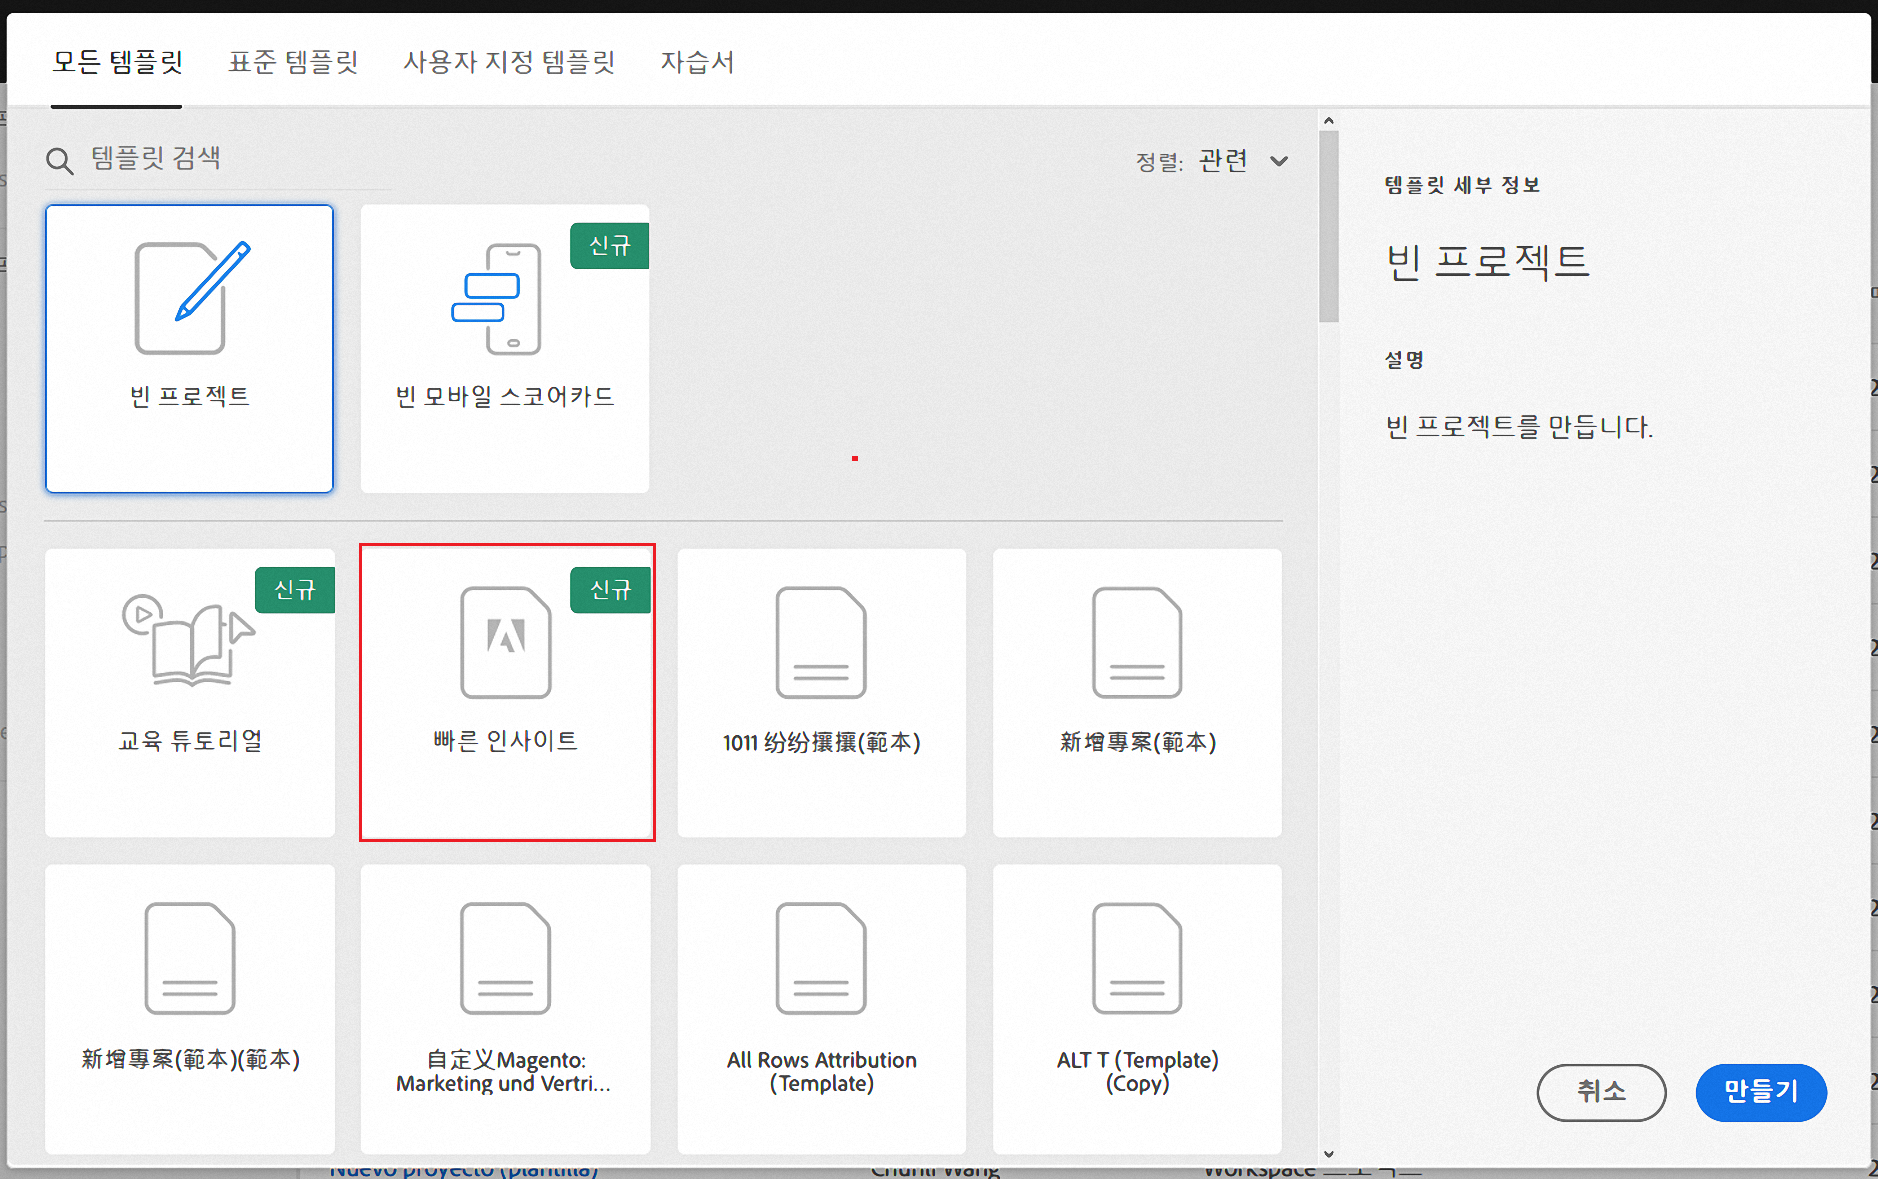 모든 템플릿 표준 템플릿 사용자 지정 템플릿 자습서
템플릿 검색
정렬: 관련
신규
빈 프로젝트
빈 모바일 스코어카드
신규
신규
교육 튜토리얼
빠른 인사이트
1011 纷纷攘攘(範本)
新增專案(範本)
新增專案(範本)(範本)
自定义Magento:
Marketing und Vertri...
All Rows Attribution
(Template)
ALT T (Template)
(Copy)
템플릿 세부 정보
빈 프로젝트
설명
빈 프로젝트를 만듭니다.
취소
만들기
Nuevo proyecto (plantilla)
Chunli Wang